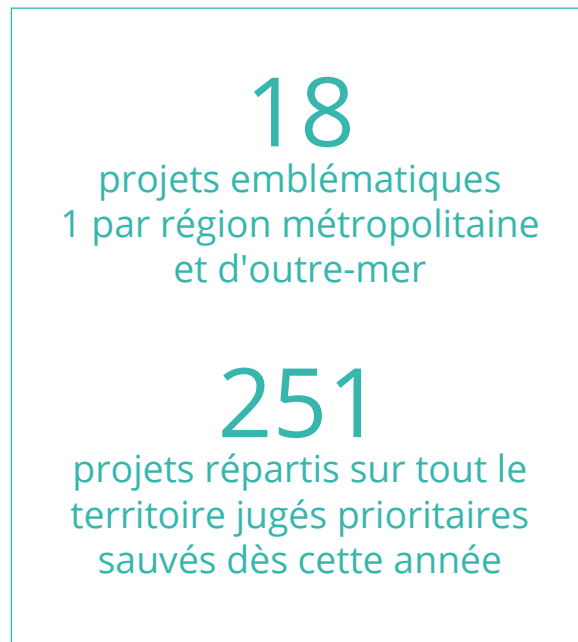 18
projets emblématiques
1 par région métropolitaine
et d'outre-mer
251
projets répartis sur tout le
territoire jugés prioritaires
sauvés dès cette année